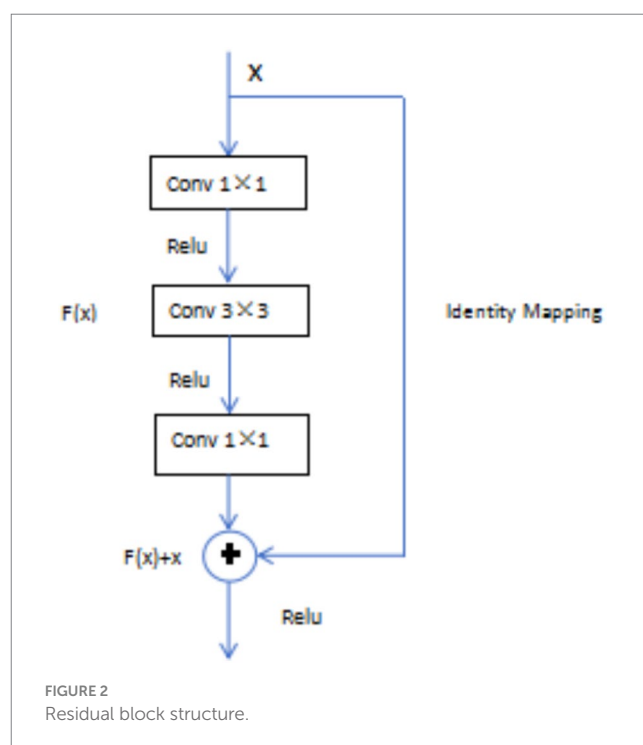 X
Conv 1×1
Relu
F(x)
Conv 3×3
Identity Mapping
Relu
Conv 1×1
F(x)+x
+
Relu
FIGURE 2
Residual block structure.